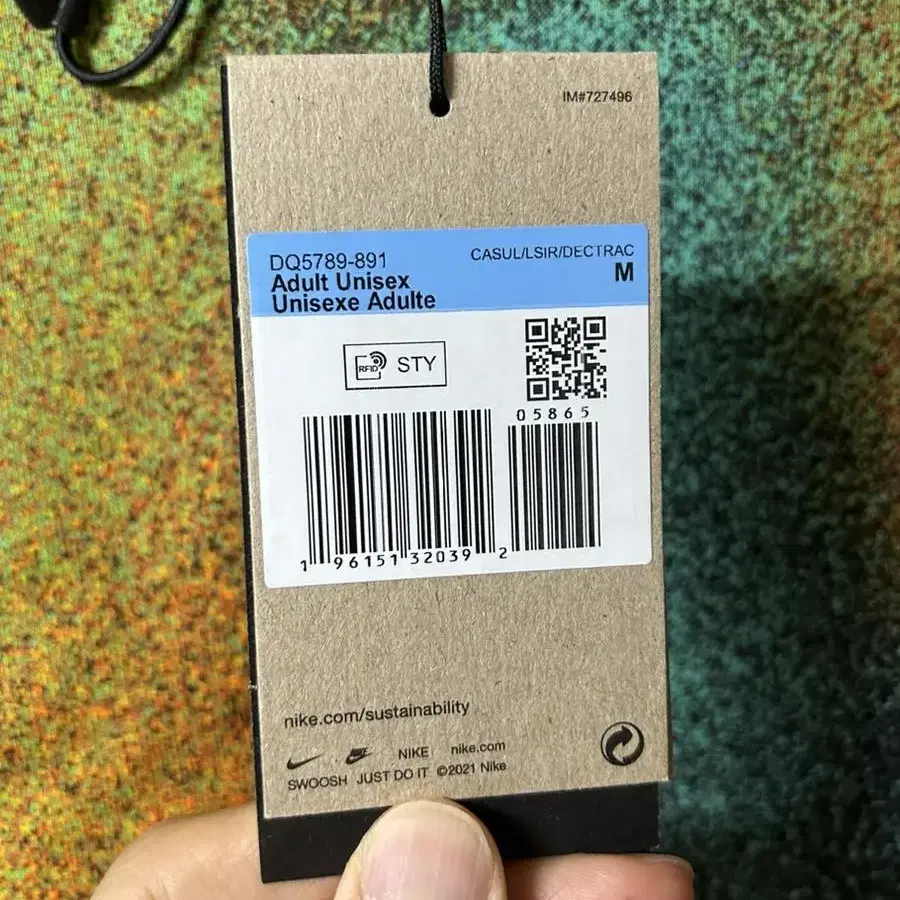 IM#727496
DQ5789-891
CASUL/LSIR/DECTRAC
Adult Unisex
M
Unisexe Adulte
RFID STY
05865
1 96151 32039 2
nike.com/sustainability
NIKE nike.com
SWOOSH JUST DO IT ©2021 Nike